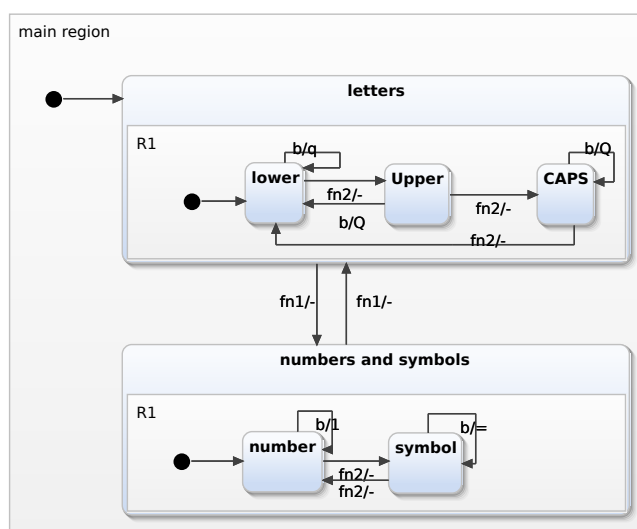 main region
letters
R1
b/q
b/Q
lower
Upper
CAPS
fn2/-
fn2/-
b/Q
fn2/-
fn1/-
fn1/-
numbers and symbols
R1
b/1
b/=
number
symbol
fn2/-
fn2/-